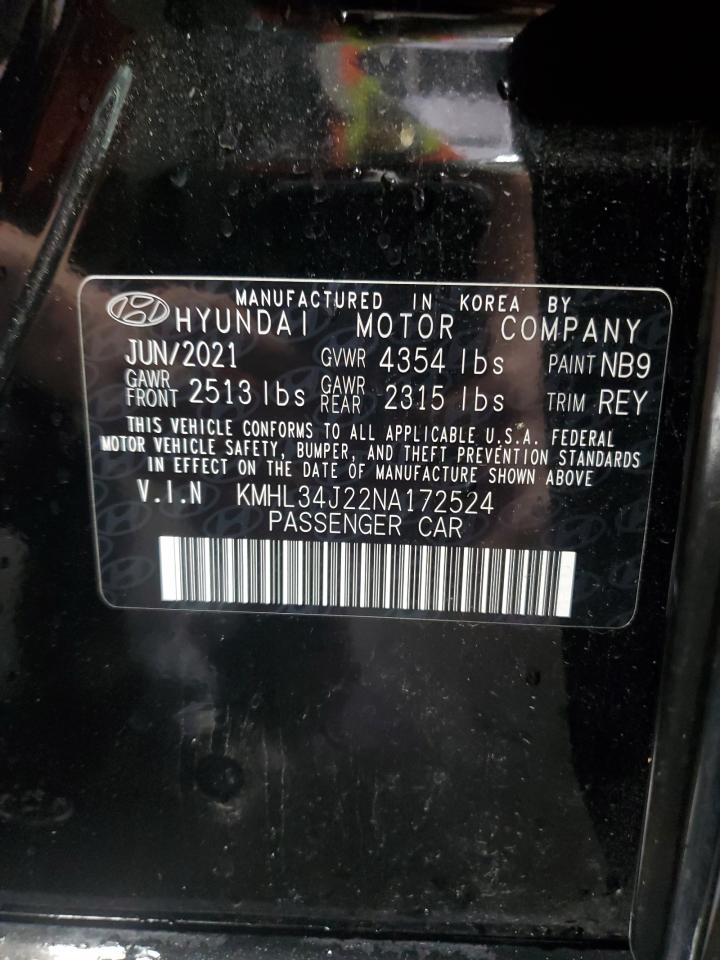 MANUFACTURED IN KOREA BY
HYUNDAI MOTOR COMPANY
JUN/2021 GVWR 4354 lbs PAINT NB9
GAWR FRONT 2513 lbs GAWR REAR 2315 lbs TRIM REY
THIS VEHICLE CONFORMS TO ALL APPLICABLE U.S.A. FEDERAL
MOTOR VEHICLE SAFETY, BUMPER, AND THEFT PREVENTION STANDARDS
IN EFFECT ON THE DATE OF MANUFACTURE SHOWN ABOVE
V.I.N KMHL34J22NA172524
PASSENGER CAR